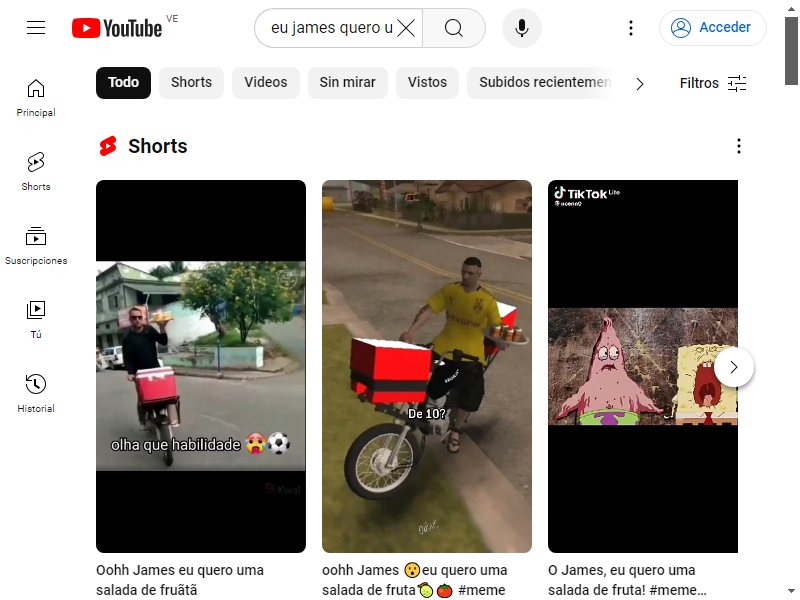 YouTube VE
eu james quero u
Acceder
Todo
Shorts
Videos
Sin mirar
Vistos
Subidos recientemen
Filtros
Principal
Shorts
Suscripciones
Tú
Historial
Shorts
olha que habilidade 🥵⚽
Kwai
Oohh James eu quero uma
salada de fruãtã
De 10?
oohh James 😮eu quero uma
salada de fruta🍋🍅 #meme
TikTok Lite
O James, eu quero uma
salada de fruta! #meme…